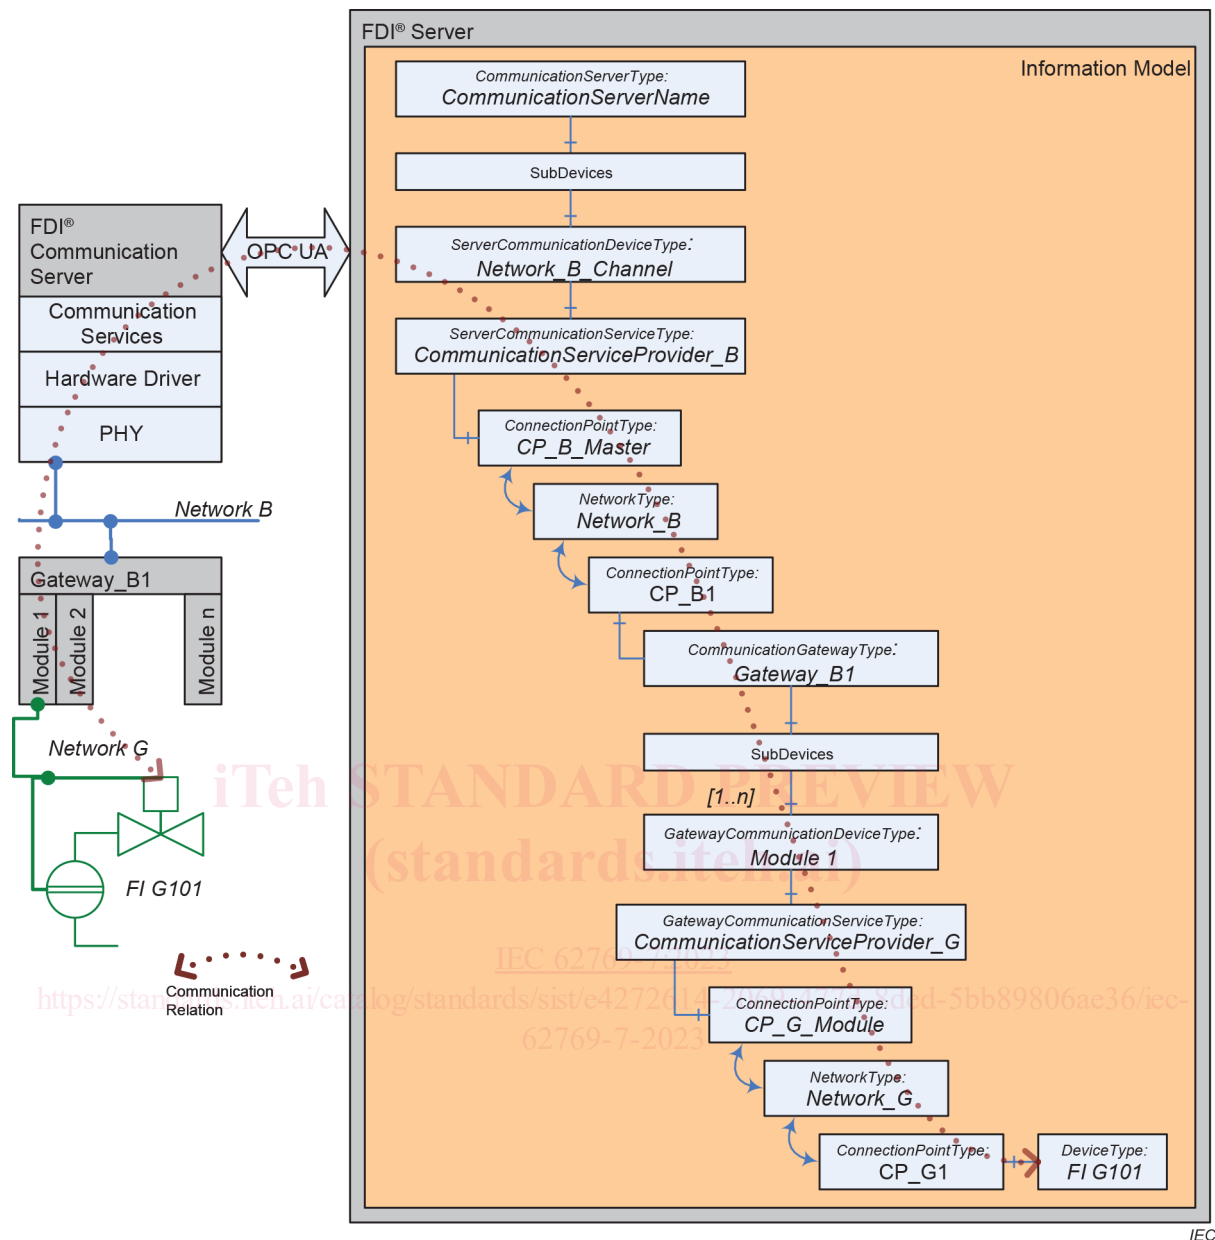 FDI® Server
Information Model
CommunicationServerType:
CommunicationServerName
SubDevices
ServerCommunicationDeviceType:
Network_B_Channel
ServerCommunicationServiceType:
CommunicationServiceProvider_B
ConnectionPointType:
CP_B_Master
NetworkType:
Network_B
ConnectionPointType:
CP_B1
CommunicationGatewayType:
Gateway_B1
SubDevices
[1..n]
GatewayCommunicationDeviceType:
Module 1
GatewayCommunicationServiceType:
CommunicationServiceProvider_G
ConnectionPointType:
CP_G_Module
NetworkType:
Network_G
ConnectionPointType:
CP_G1
DeviceType:
FI G101
FDI®
Communication
Server
OPC UA
Communication
Services
Hardware Driver
PHY
Network B
Gateway_B1
Module 1
Module 2
Module n
Network G
FI G101
Communication
Relation
iTeh STANDARD PREVIEW
(standards.iteh.ai)
IEC 62769-7:2023
62769-7-2023
IEC